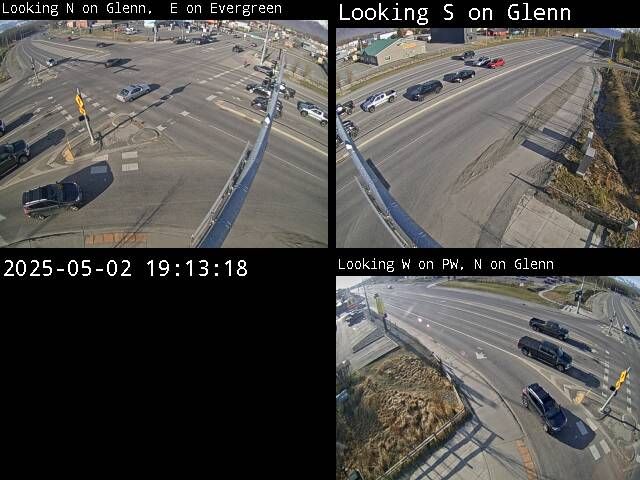 Looking N on Glenn, E on Evergreen
Looking S on Glenn
2025-05-02 19:13:18
Looking W on PW, N on Glenn